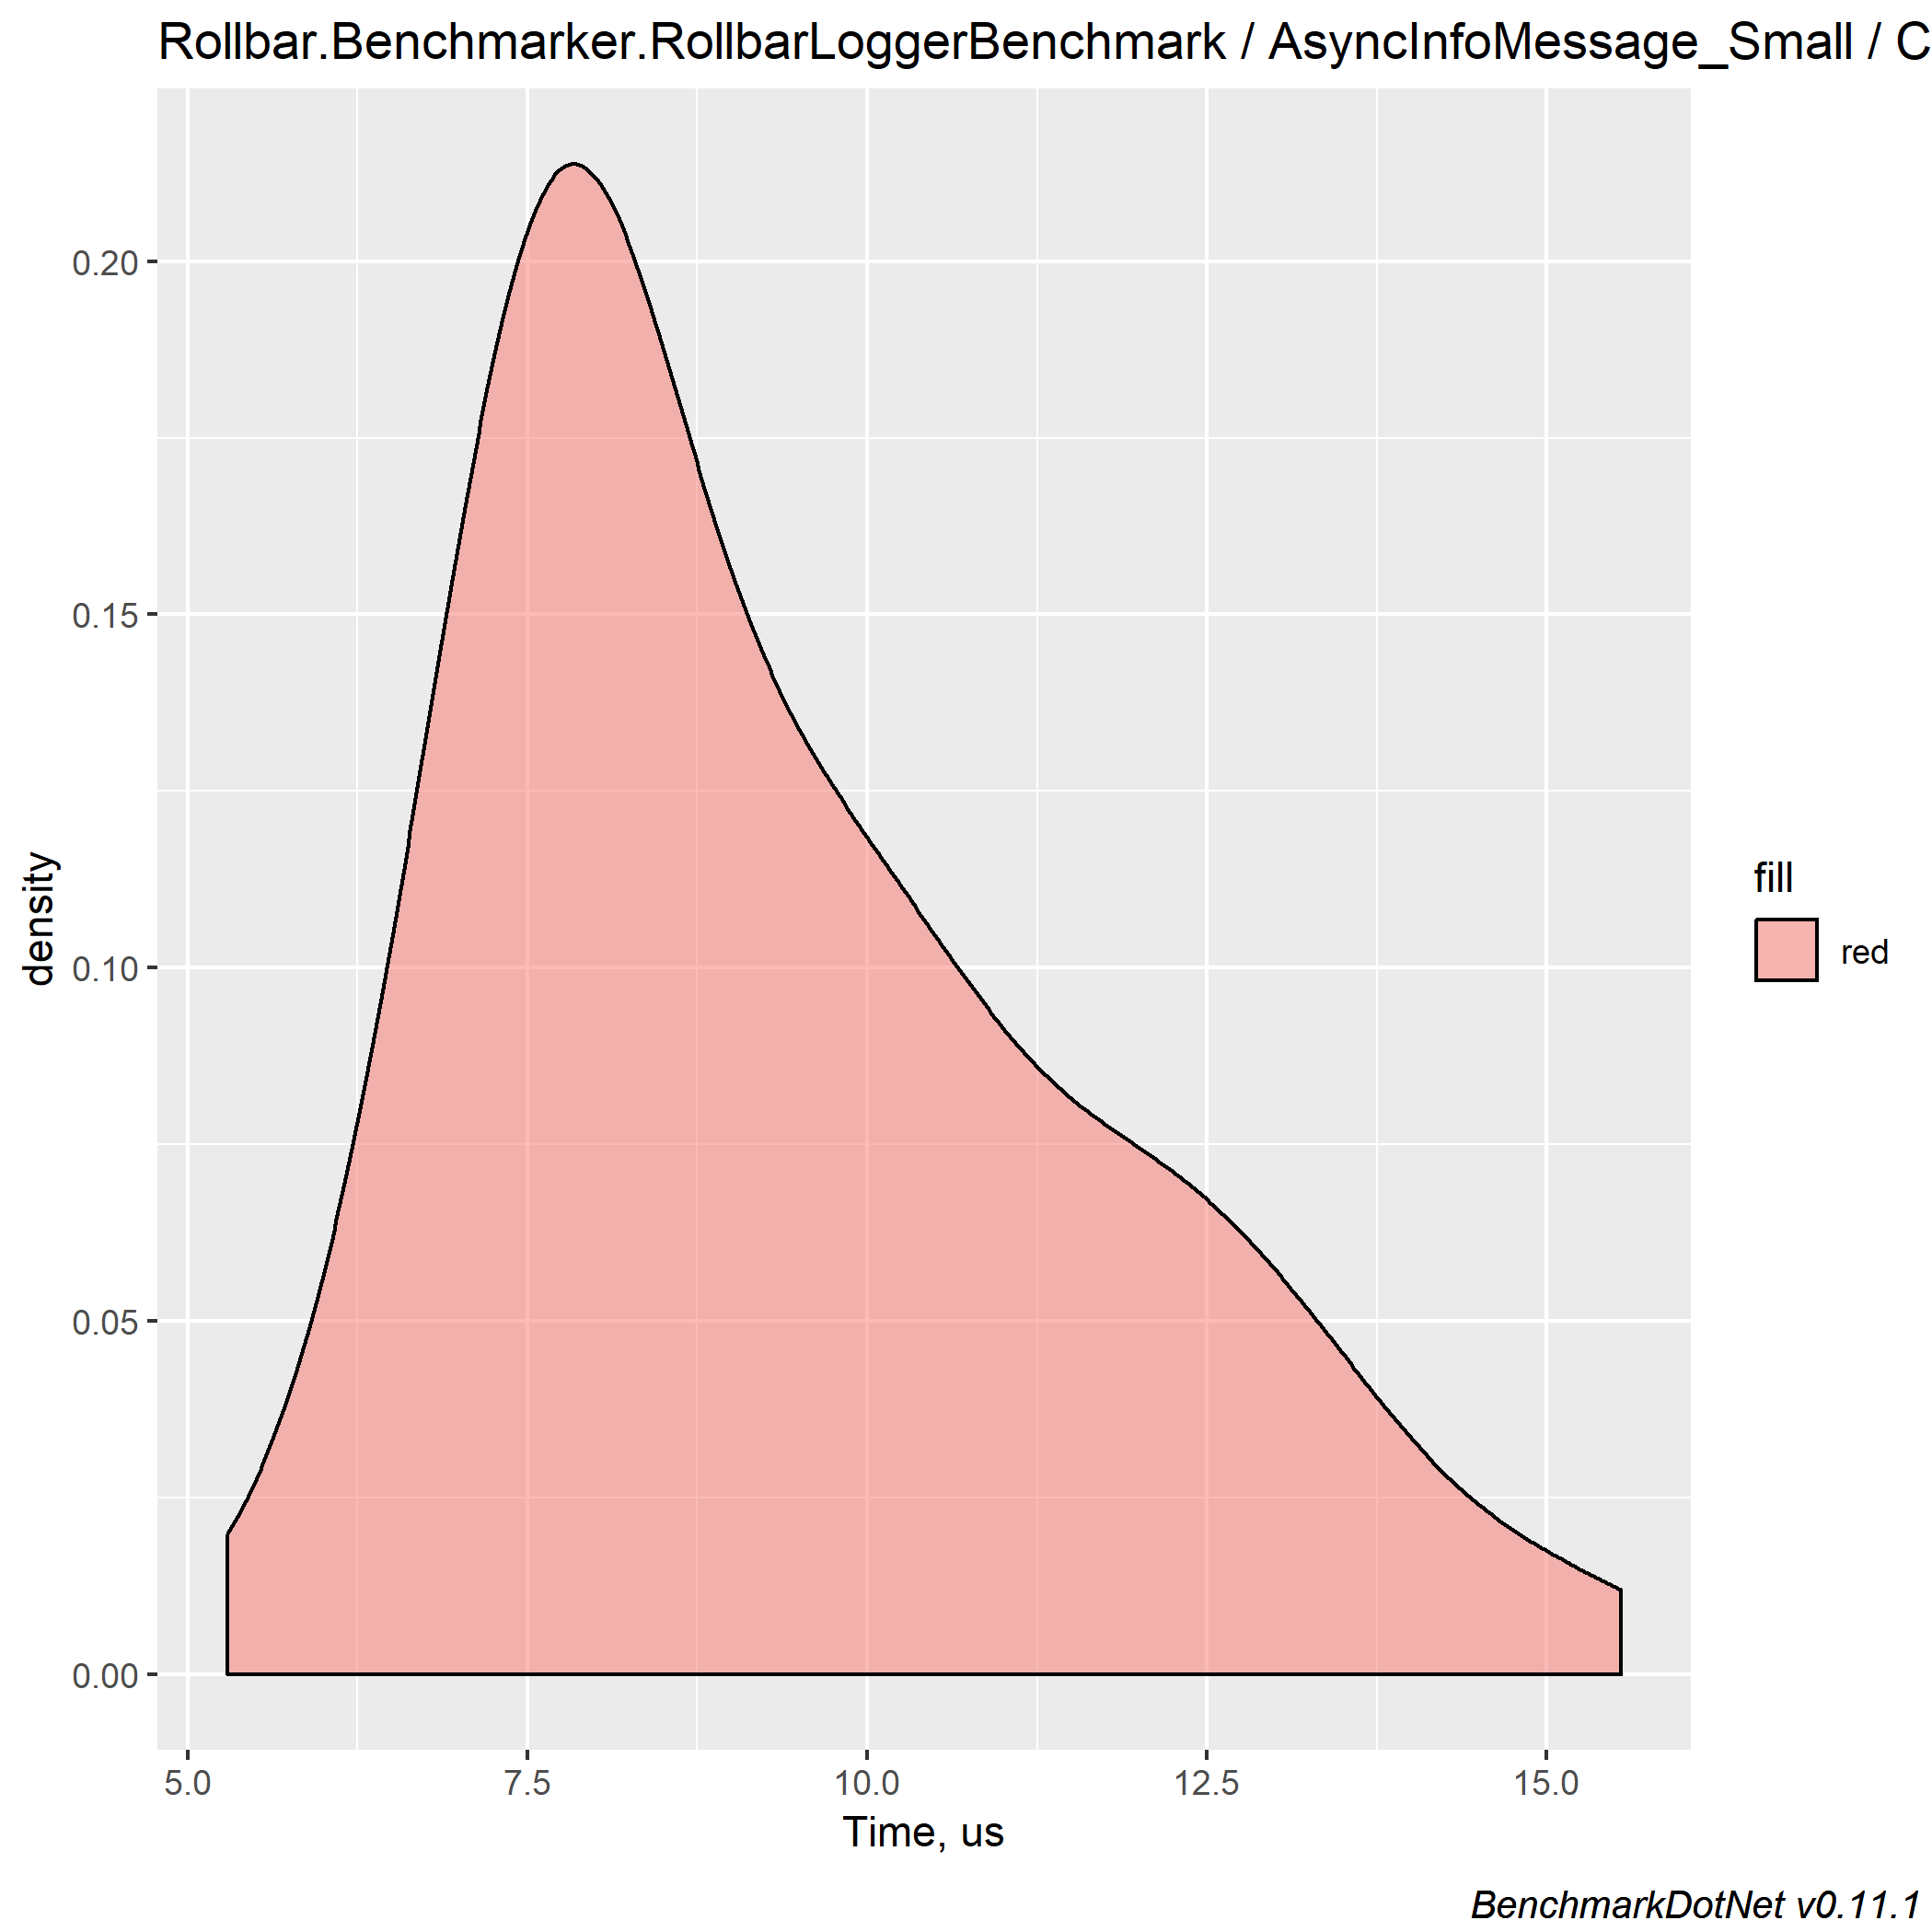 Rollbar.Benchmarker.RollbarLoggerBenchmark / AsyncInfoMessage_Small / C
density
0.20
0.15
0.10
0.05
0.00
5.0 7.5 10.0 12.5 15.0
Time, us
fill
red
BenchmarkDotNet v0.11.1